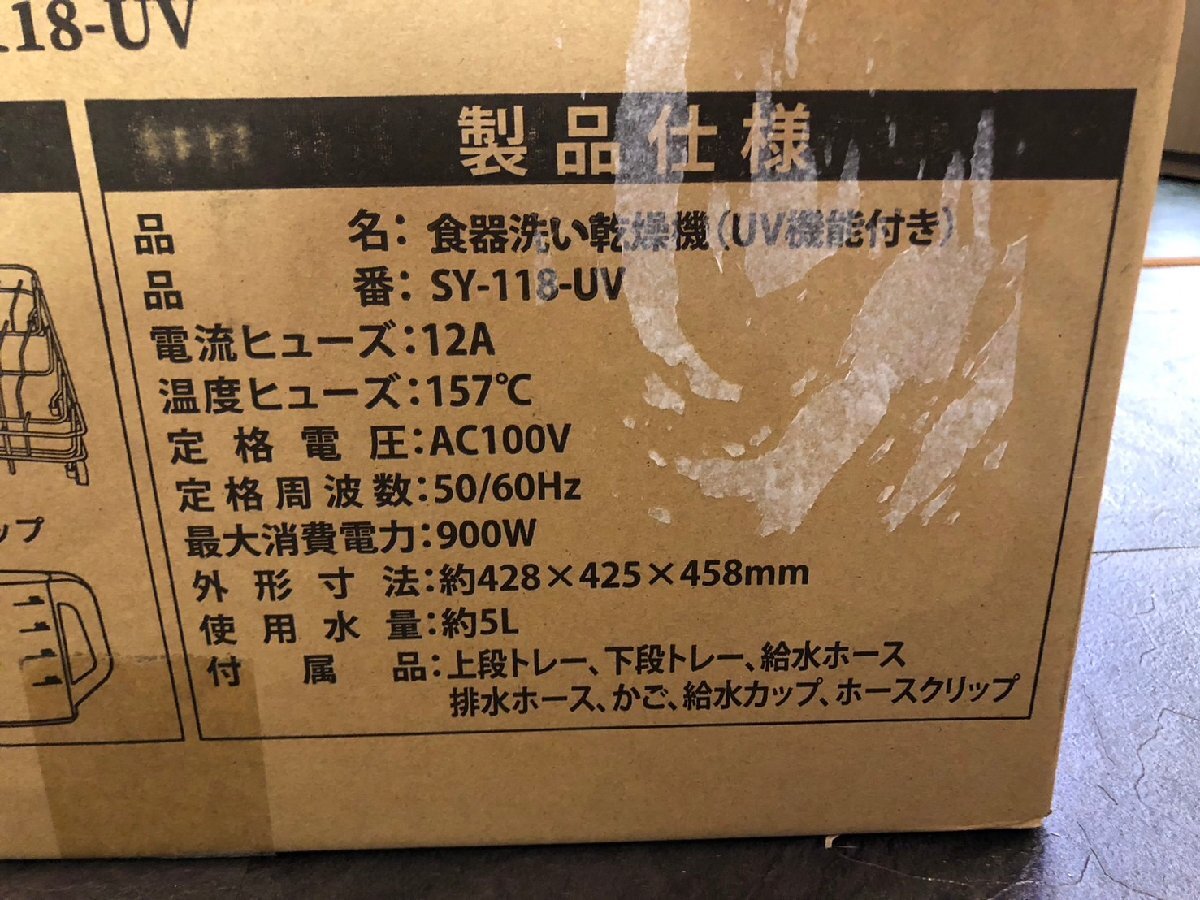 118-UV
製品仕様
品名：食器洗い乾燥機(UV機能付き)
品番：SY-118-UV
電流ヒューズ：12A
温度ヒューズ：157℃
定格電圧：AC100V
定格周波数：50/60Hz
最大消費電力：900W
外形寸法：約428×425×458mm
使用水量：約5L
付属品：上段トレー、下段トレー、給水ホース
排水ホース、かご、給水カップ、ホースクリップ
ップ